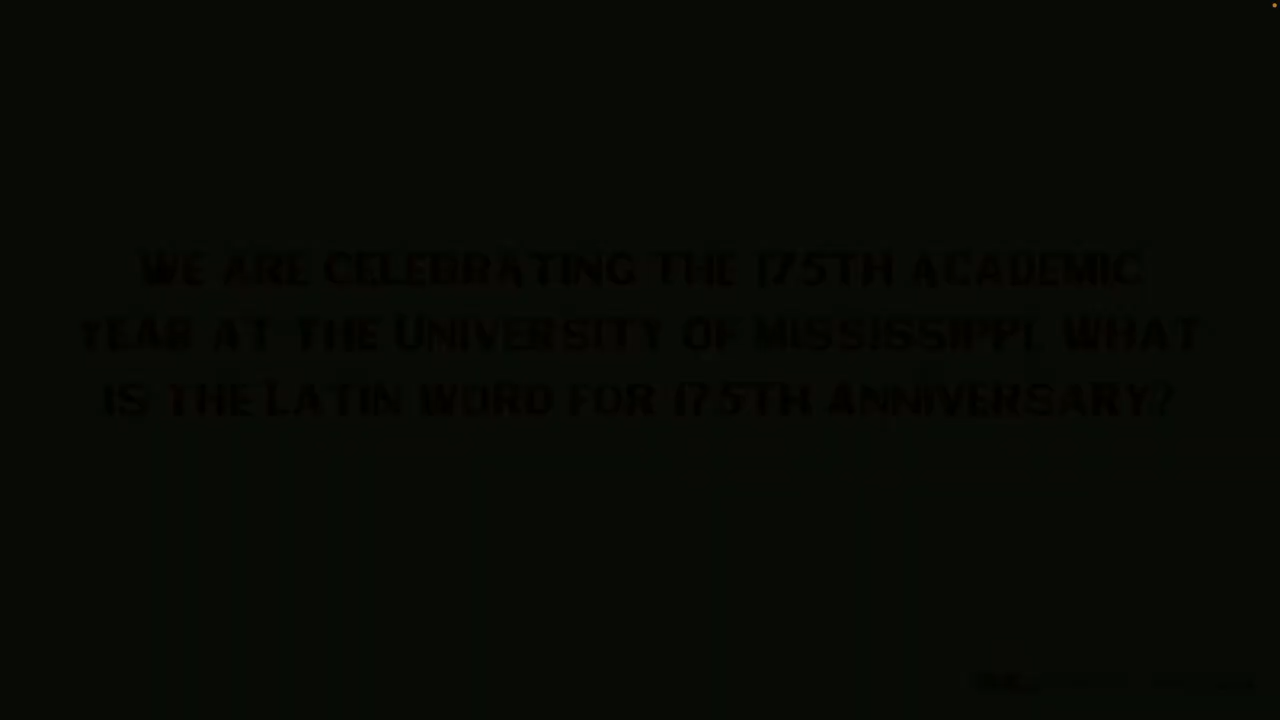 WE ARE CELEBRATING THE 175TH ACADEMIC
YEAR AT THE UNIVERSITY OF MISSISSIPPI. WHAT
IS THE LATIN WORD FOR 175TH ANNIVERSARY?